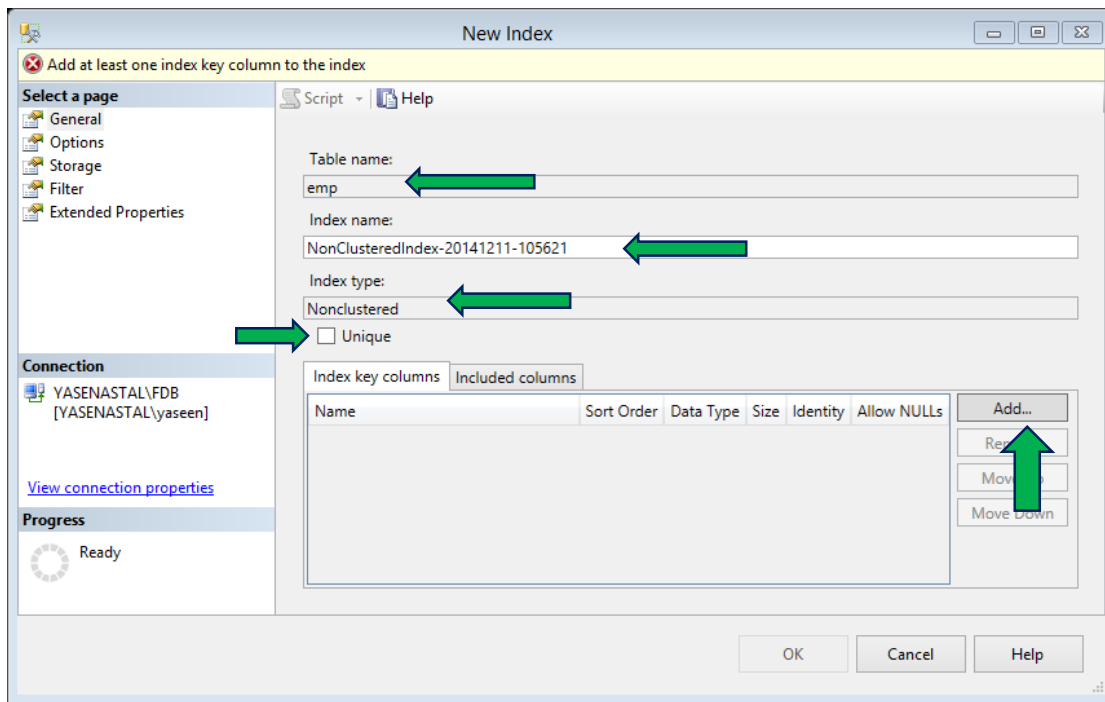 New Index
Add at least one index key column to the index
Select a page
General
Options
Storage
Filter
Extended Properties
Script
Help
Table name:
emp
Index name:
NonClusteredIndex-20141211-105621
Index type:
Nonclustered
Unique
Index key columns
Included columns
Name
Sort Order
Data Type
Size
Identity
Allow NULLs
Add...
Move Down
Connection
YASENASTAL\FDB
[YASENASTAL\yaseen]
View connection properties
Progress
Ready
OK
Cancel
Help